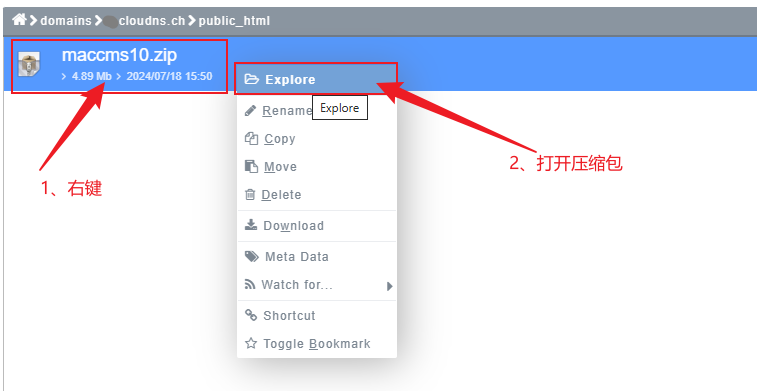 domains cloudns.ch public_html
maccms10.zip
4.89 Mb 2024/07/18 15:50
Explore
Rename
Explore
Copy
Move
Delete
Download
Meta Data
Watch for...
Shortcut
Toggle Bookmark
1、右键
2、打开压缩包